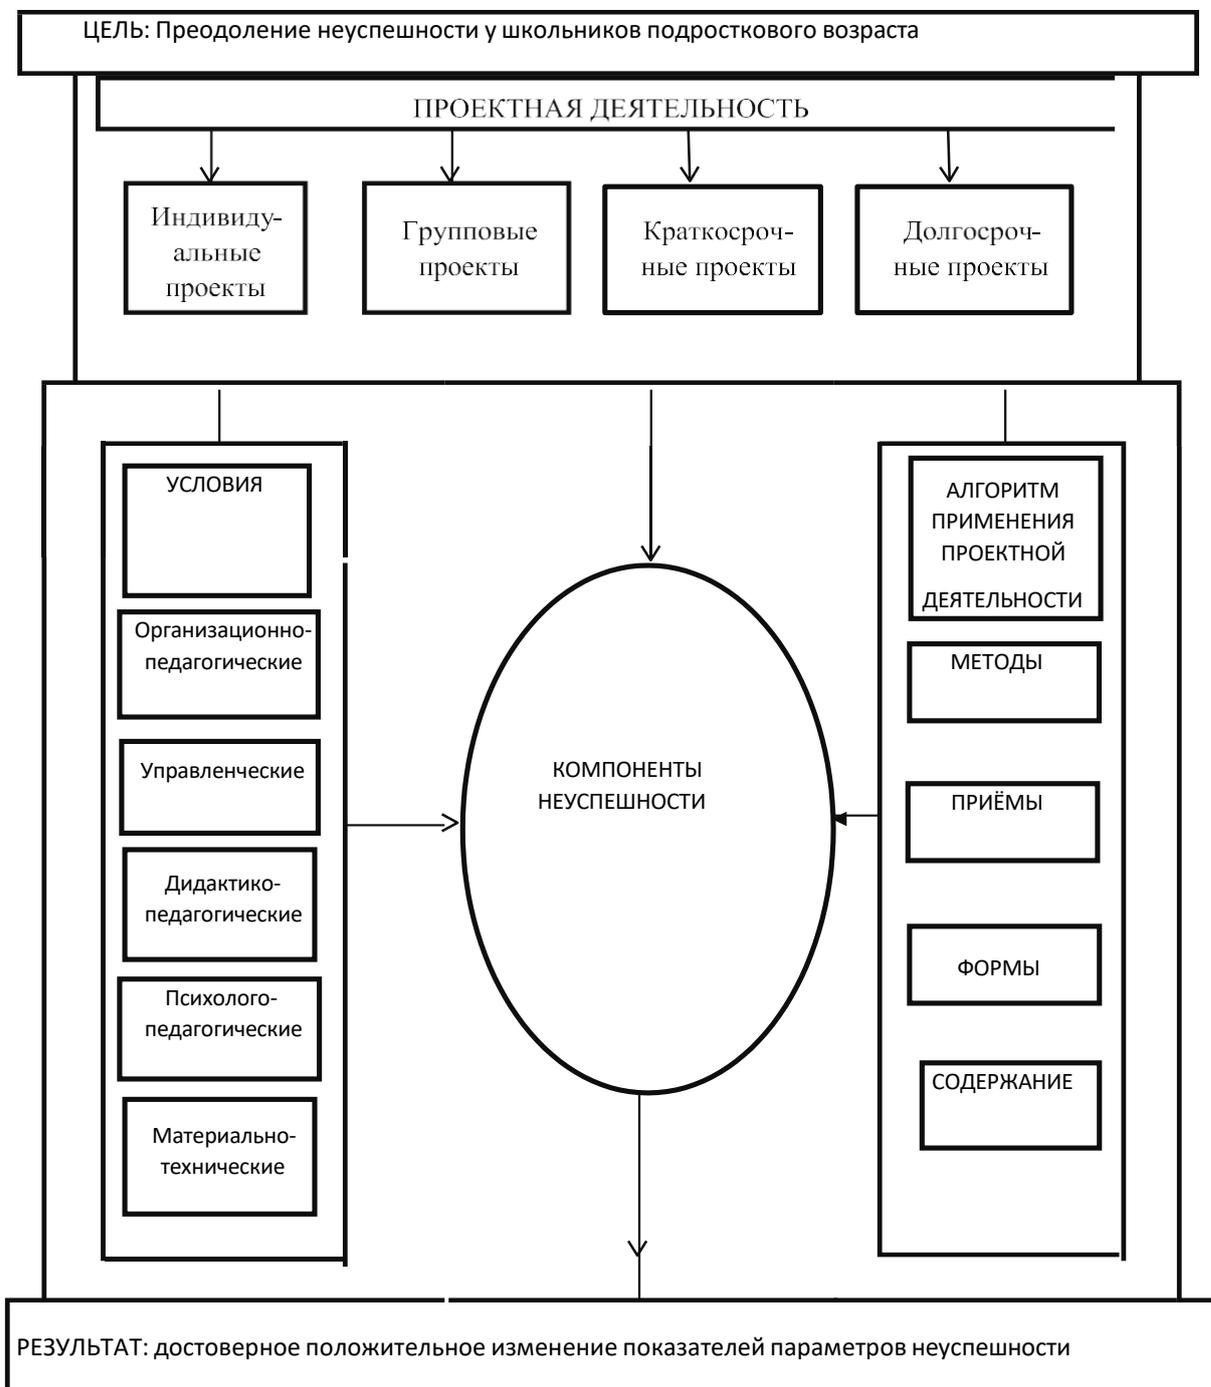 ЦЕЛЬ: Преодоление неуспешности у школьников подросткового возраста
ПРОЕКТНАЯ ДЕЯТЕЛЬНОСТЬ
Индивиду-
альные
проекты
Групповые
проекты
Краткосроч-
ные проекты
Долгосроч-
ные проекты
УСЛОВИЯ
Организационно-
педагогические
Управленческие
Дидактико-
педагогические
Психолого-
педагогические
Материально-
технические
КОМПОНЕНТЫ
НЕУСПЕШНОСТИ
АЛГОРИТМ
ПРИМЕНЕНИЯ
ПРОЕКТНОЙ
ДЕЯТЕЛЬНОСТИ
МЕТОДЫ
ПРИЁМЫ
ФОРМЫ
СОДЕРЖАНИЕ
РЕЗУЛЬТАТ: достоверное положительное изменение показателей параметров неуспешности